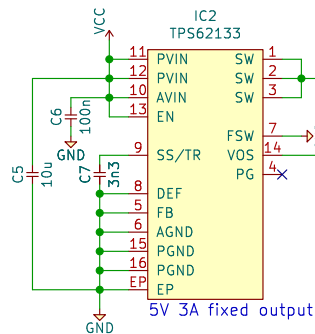 IC2
TPS62133
VCC
11 PVIN SW 1
12 PVIN SW 2
10 AVIN SW 3
13 EN
FSW 7
9 SS/TR VOS 14
PG 4
8 DEF
5 FB
6 AGND
15 PGND
16 PGND
EP EP
C6
100n
GND
C5
10u
C7
3n3
GND
5V 3A fixed output